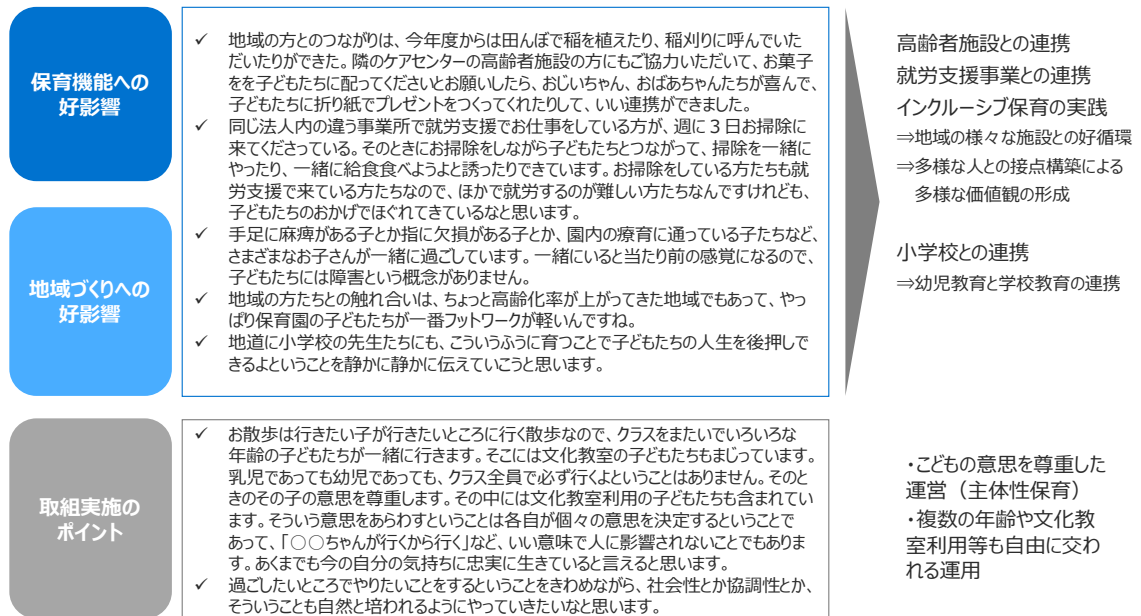 保育機能への
好影響
✓ 地域の方とのつながりは、今年度からは田んぼで稲を植えたり、稲刈りに呼んでいた
だいたりができた。隣のケアセンターの高齢者施設の方にもご協力いただいて、お菓子
をを子どもたちに配ってくださいとお願いしたら、おじいちゃん、おばあちゃんたちが喜んで、
子どもたちに折り紙でプレゼントをつくってくれたりして、いい連携ができました。
✓ 同じ法人内の違う事業所で就労支援でお仕事をしている方が、週に3日お掃除に
来てくださっている。そのときにお掃除をしながら子どもたちとつながって、掃除を一緒に
やったり、一緒に給食食べようよと誘ったりできています。お掃除をしている方たちも就
労支援で来ている方たちなので、ほかで就労するのが難しい方たちなんですけれども、
子どもたちのおかげでほぐれてきているなと思います。
地域づくりへの
好影響
✓ 手足に麻痺がある子とか指に欠損がある子とか、園内の療育に通っている子たちなど、
さまざまなお子さんが一緒に過ごしています。一緒にいると当たり前の感覚になるので、
子どもたちには障害という概念がありません。
✓ 地域の方たちとの触れ合いは、ちょっと高齢化率が上がってきた地域でもあって、やっ
ぱり保育園の子どもたちが一番フットワークが軽いんですね。
✓ 地道に小学校の先生たちにも、こういうふうに育つことで子どもたちの人生を後押しで
きるよということを静かに静かに伝えていこうと思います。
高齢者施設との連携
就労支援事業との連携
インクルーシブ保育の実践
⇒地域の様々な施設との好循環
⇒多様な人との接点構築による
多様な価値観の形成
小学校との連携
⇒幼児教育と学校教育の連携
取組実施の
ポイント
✓ お散歩は行きたい子が行きたいところに行く散歩なので、クラスをまたいでいろいろな
年齢の子どもたちが一緒に行きます。そこには文化教室の子どもたちもまじっています。
乳児であっても幼児であっても、クラス全員で必ず行くよということはありません。そのと
きのその子の意思を尊重します。その中には文化教室利用の子どもたちも含まれてい
ます。そういう意思をあらわすということは各自が個々の意思を決定するということで
あって、「○○ちゃんが行くから行く」など、いい意味で人に影響されないことでもありま
す。あくまでも今の自分の気持ちに忠実に生きていると言えると思います。
✓ 過ごしたいところでやりたいことをするということをきわめながら、社会性とか協調性とか、
そういうことも自然と培われるようにやっていきたいなと思います。
・こどもの意思を尊重した
運営（主体性保育）
・複数の年齢や文化教
室利用等も自由に交わ
れる運用